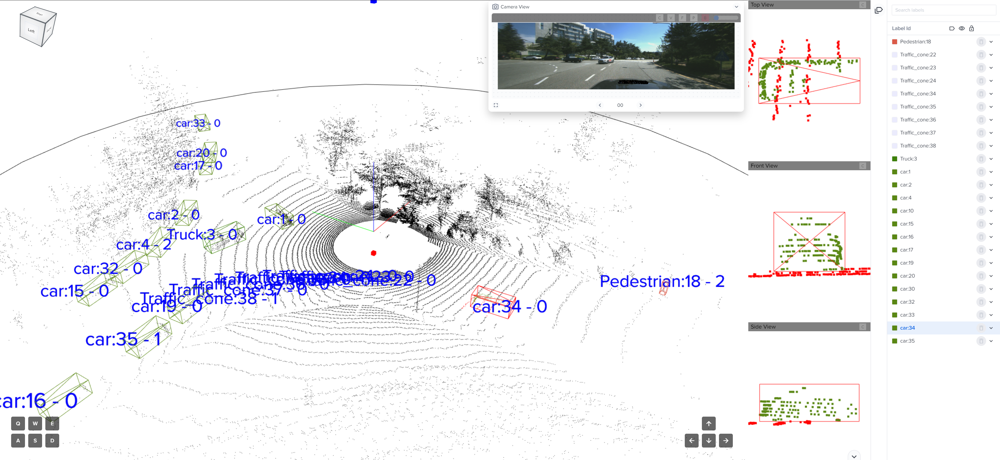 Top
Left
Camera View
C V F P B
00
Top View
C
Front View
C
Side View
C
Search labels
Label Id
Pedestrian:18
Traffic_cone:22
Traffic_cone:23
Traffic_cone:24
Traffic_cone:34
Traffic_cone:35
Traffic_cone:36
Traffic_cone:37
Traffic_cone:38
Truck:3
car:1
car:2
car:4
car:10
car:15
car:16
car:17
car:19
car:20
car:30
car:32
car:33
car:34
car:35
car:33 - 0
car:20 - 0
car:17 - 0
car:2 - 0
car:1 - 0
Truck:3 - 0
car:4 - 2
car:32 - 0
car:15 - 0
Traffic_cone:22 - 0
Traffic_cone:37 - 0
Traffic_cone:38 - 1
car:19 - 0
car:34 - 0
Pedestrian:18 - 2
car:35 - 1
car:16 - 0
Q W E
A S D